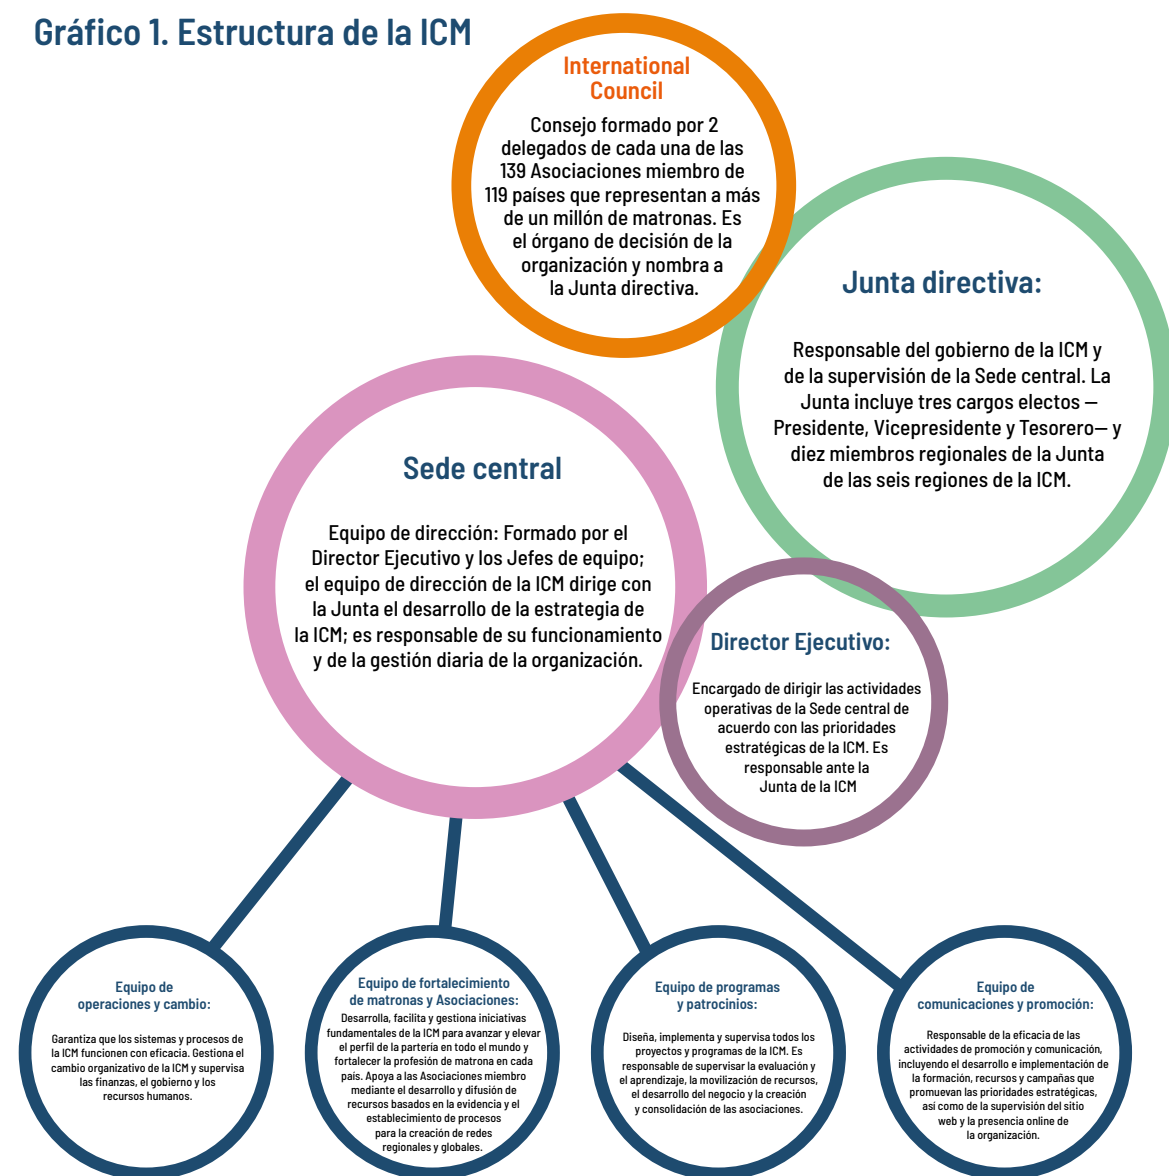 Gráfico 1. Estructura de la ICM
International
Council
Consejo formado por 2
delegados de cada una de las
139 Asociaciones miembro de
119 países que representan a más
de un millón de matronas. Es
el órgano de decisión de la
organización y nombra a
la Junta directiva.
Junta directiva:
Responsable del gobierno de la ICM y
de la supervisión de la Sede central. La
Junta incluye tres cargos electos —
Presidente, Vicepresidente y Tesorero— y
diez miembros regionales de la Junta
de las seis regiones de la ICM.
Sede central
Equipo de dirección: Formado por el
Director Ejecutivo y los Jefes de equipo;
el equipo de dirección de la ICM dirige con
la Junta el desarrollo de la estrategia de
la ICM; es responsable de su funcionamiento
y de la gestión diaria de la organización.
Director Ejecutivo:
Encargado de dirigir las actividades
operativas de la Sede central de
acuerdo con las prioridades
estratégicas de la ICM. Es
responsable ante la
Junta de la ICM
Equipo de
operaciones y cambio:
Garantiza que los sistemas y procesos de
la ICM funcionen con eficacia. Gestiona el
cambio organizativo de la ICM y supervisa
las finanzas, el gobierno y los
recursos humanos.
Equipo de fortalecimiento
de matronas y Asociaciones:
Desarrolla, facilita y gestiona iniciativas
fundamentales de la ICM para avanzar y elevar
el perfil de la partería en todo el mundo y
fortalecer la profesión de matrona en cada
país. Apoya a las Asociaciones miembro
mediante el desarrollo y difusión de
recursos basados en la evidencia y el
establecimiento de procesos
para la creación de redes
regionales y globales.
Equipo de programas
y patrocinios:
Diseña, implementa y supervisa todos los
proyectos y programas de la ICM. Es
responsable de supervisar la evaluación y
el aprendizaje, la movilización de recursos,
el desarrollo del negocio y la creación
y consolidación de las asociaciones.
Equipo de
comunicaciones y promoción:
Responsable de la eficacia de las
actividades de promoción y comunicación,
incluyendo el desarrollo e implementación de
la formación, recursos y campañas que
promuevan las prioridades estratégicas,
así como de la supervisión del sitio
web y la presencia online de
la organización.